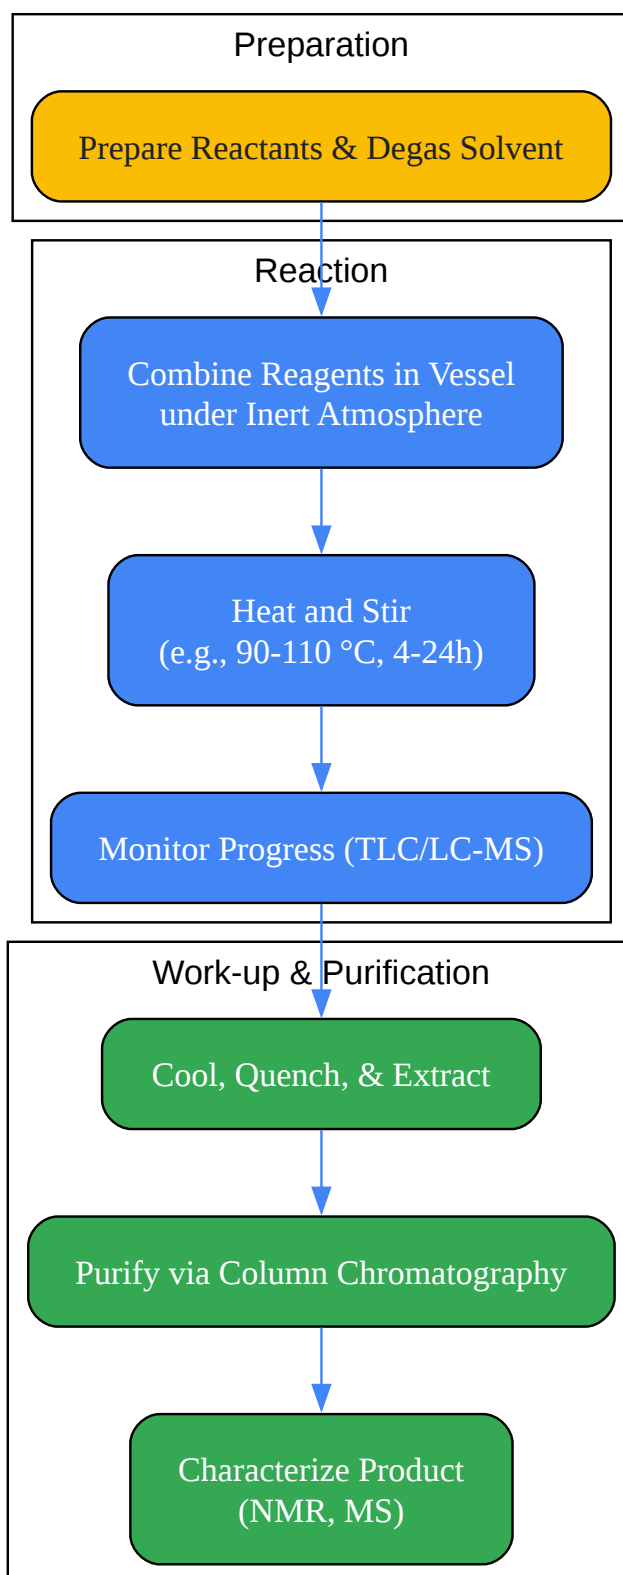 Preparation
Prepare Reactants & Degas Solvent
Reaction
Combine Reagents in Vessel
under Inert Atmosphere
Heat and Stir
(e.g., 90-110 °C, 4-24h)
Monitor Progress (TLC/LC-MS)
Work-up & Purification
Cool, Quench, & Extract
Purify via Column Chromatography
Characterize Product
(NMR, MS)